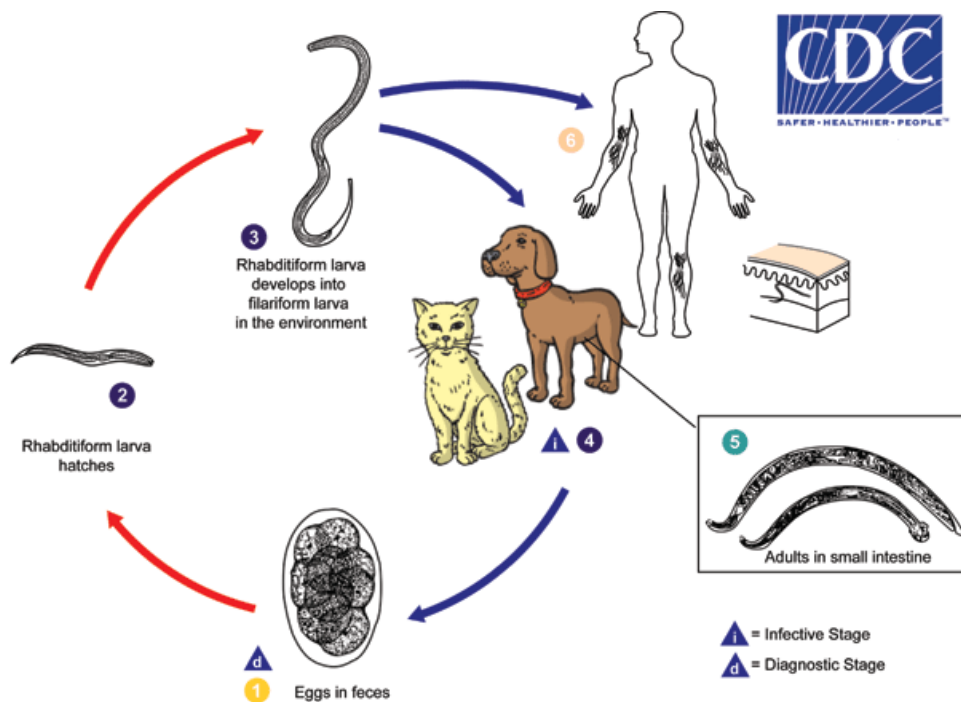 CDC
SAFER•HEALTHIER•PEOPLE™
6
3
Rhabditiform larva
develops into
filariform larva
in the environment
2
Rhabditiform larva
hatches
i
4
5
Adults in small intestine
d
1
Eggs in feces
i = Infective Stage
d = Diagnostic Stage